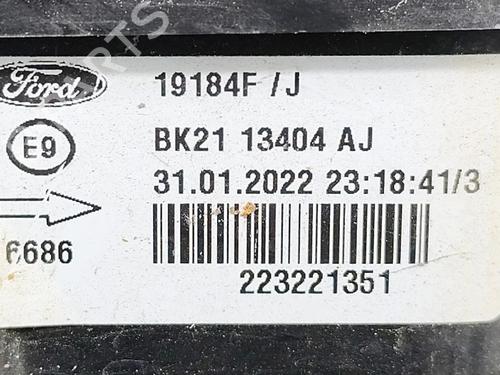 Ford
19184F /J
E9
BK21 13404 AJ
31.01.2022 23:18:41/3
6686
223221351